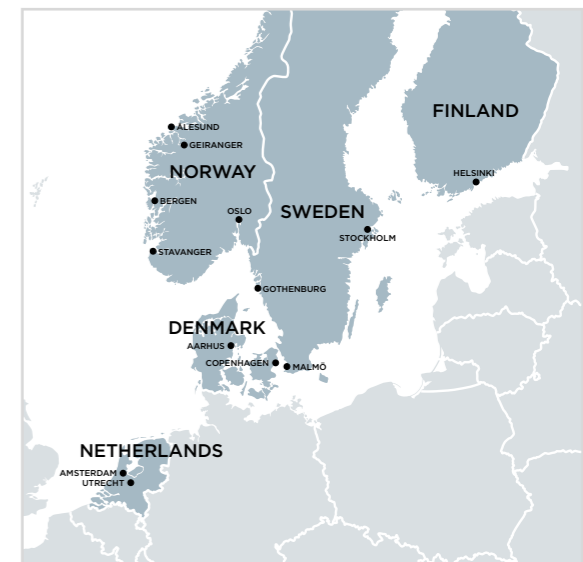 FINLAND
ÅLESUND
GEIRANGER
NORWAY
HELSINKI
BERGEN
OSLO
SWEDEN
STOCKHOLM
STAVANGER
GOTHENBURG
DENMARK
AARHUS
COPENHAGEN
MALMÖ
NETHERLANDS
AMSTERDAM
UTRECHT